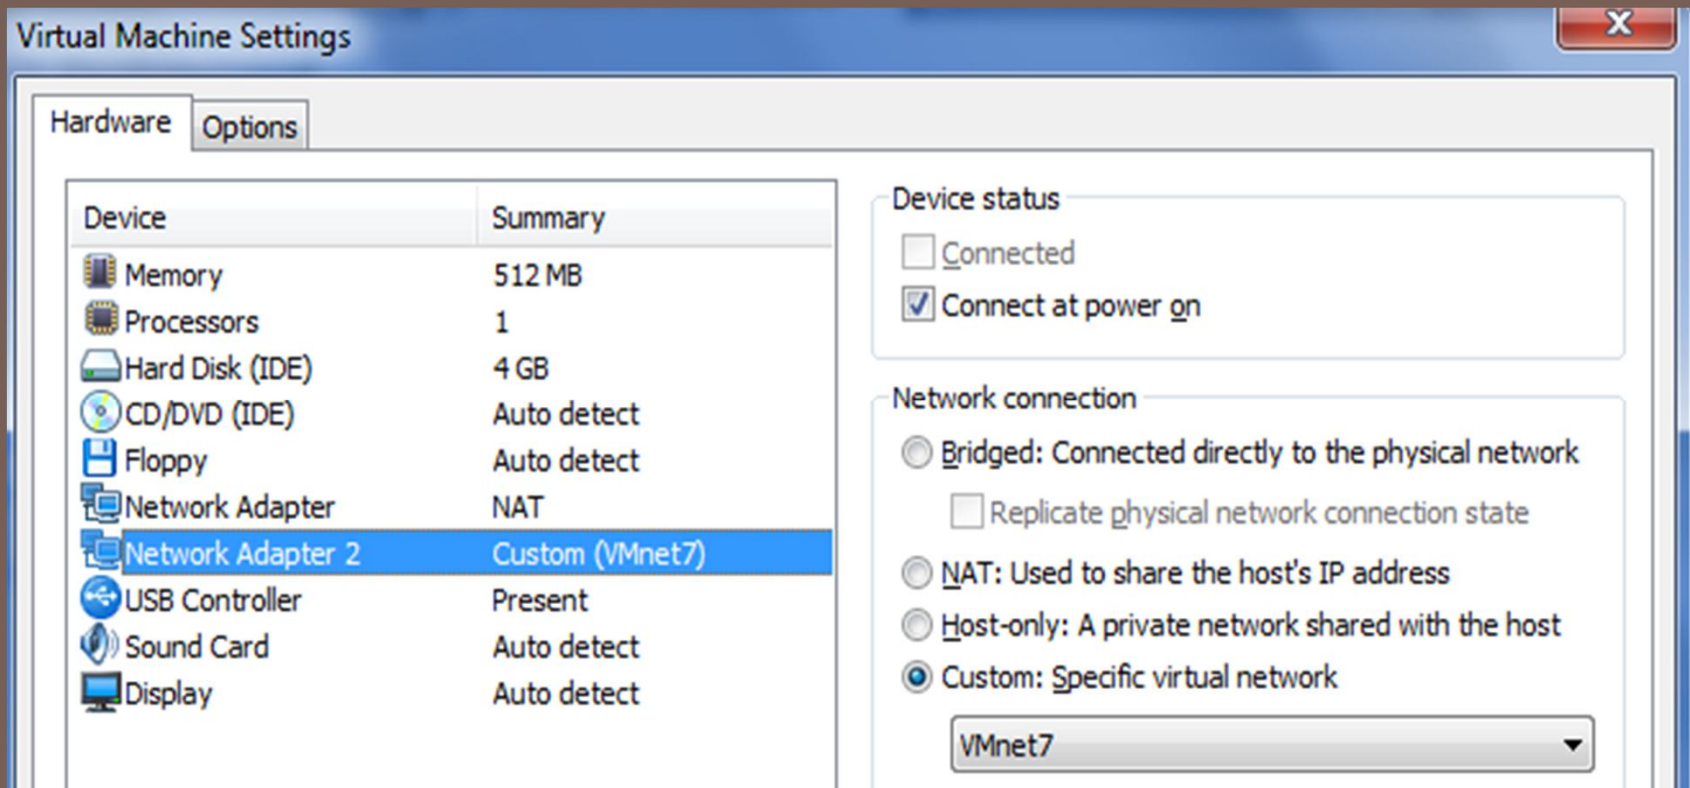 Virtual Machine Settings
X
Hardware
Options
Device Summary
Memory 512 MB
Processors 1
Hard Disk (IDE) 4 GB
CD/DVD (IDE) Auto detect
Floppy Auto detect
Network Adapter NAT
Network Adapter 2 Custom (VMnet7)
USB Controller Present
Sound Card Auto detect
Display Auto detect
Device status
Connected
Connect at power on
Network connection
Bridged: Connected directly to the physical network
Replicate physical network connection state
NAT: Used to share the host's IP address
Host-only: A private network shared with the host
Custom: Specific virtual network
VMnet7